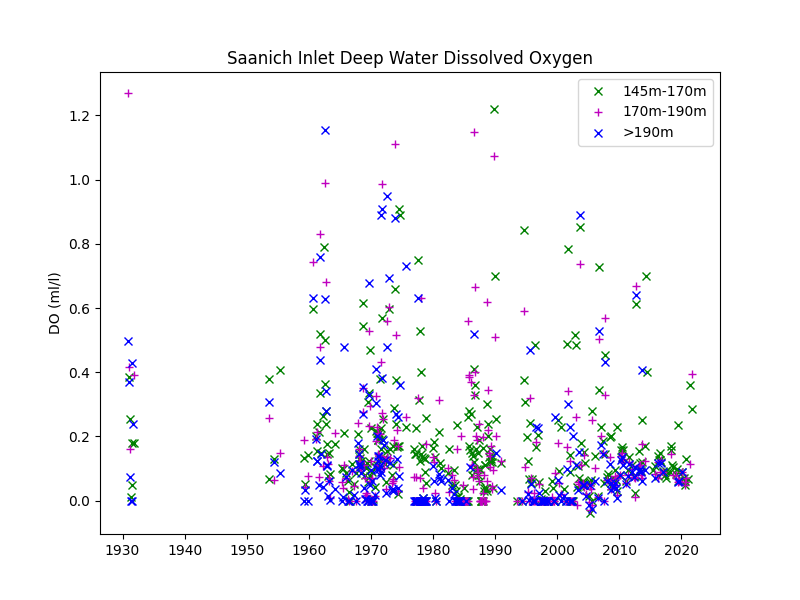 Saanich Inlet Deep Water Dissolved Oxygen
145m-170m
170m-190m
>190m
DO (ml/l)
1.2
1.0
0.8
0.6
0.4
0.2
0.0
1930 1940 1950 1960 1970 1980 1990 2000 2010 2020